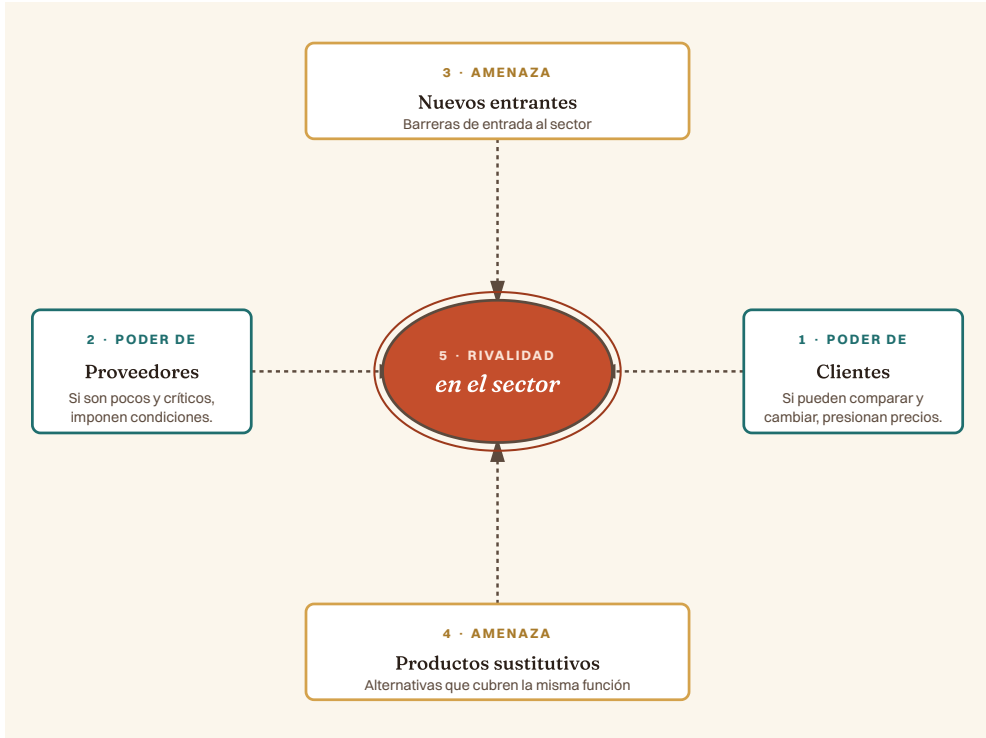 3 · AMENAZA
Nuevos entrantes
Barreras de entrada al sector
2 · PODER DE
Proveedores
Si son pocos y críticos,
imponen condiciones.
5 · RIVALIDAD
en el sector
1 · PODER DE
Clientes
Si pueden comparar y
cambiar, presionan precios.
4 · AMENAZA
Productos sustitutivos
Alternativas que cubren la misma función